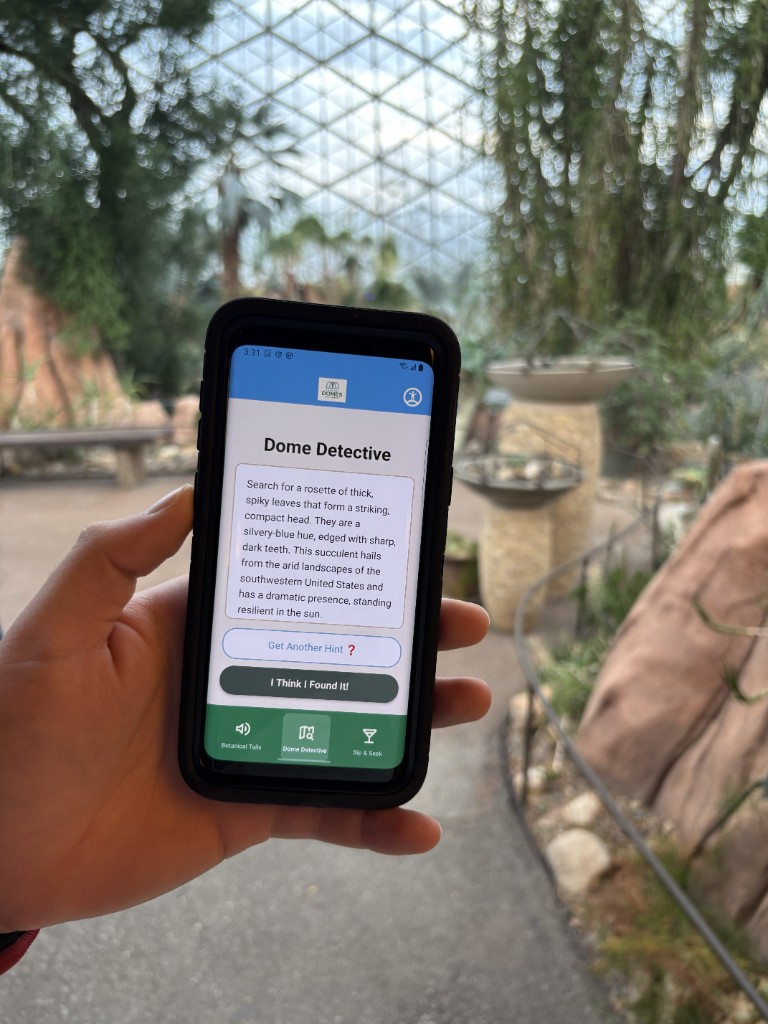 3:31
DOMES
Dome Detective
Search for a rosette of thick,
spiky leaves that form a striking,
compact head. They are a
silvery-blue hue, edged with sharp,
dark teeth. This succulent hails
from the arid landscapes of the
southwestern United States and
has a dramatic presence, standing
resilient in the sun.
Get Another Hint ❓
I Think I Found It!
Botanical Talks
Dome Detective
Sip & Seek